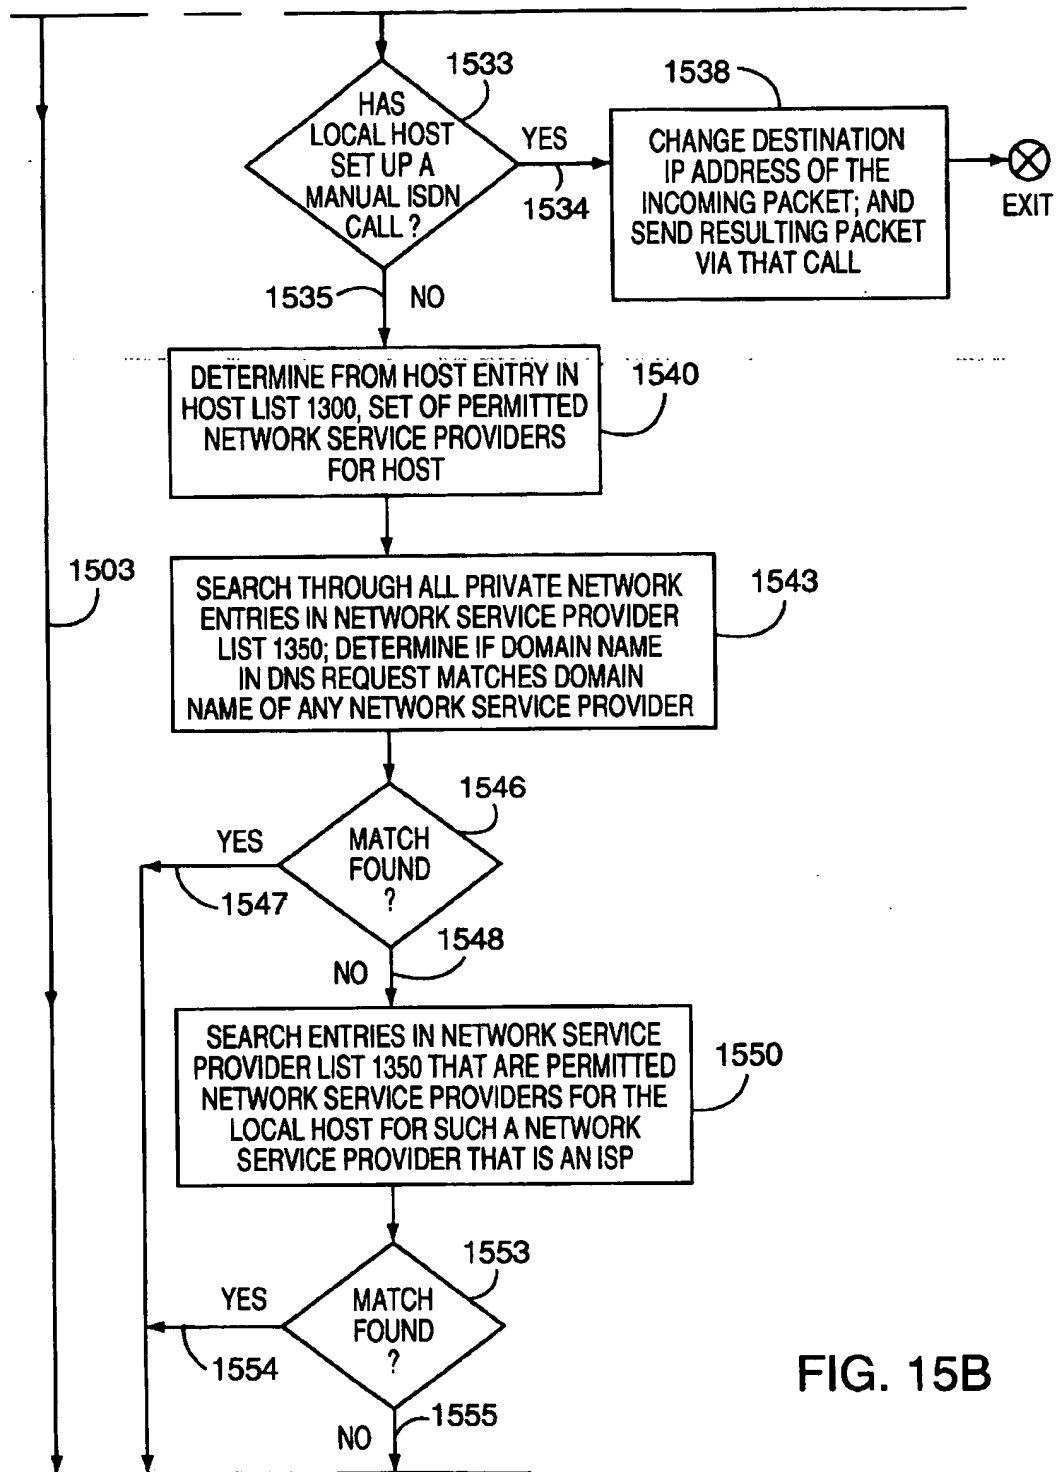 1533
HAS
LOCAL HOST
SET UP A
MANUAL ISDN
CALL ?
YES
1534
1538
CHANGE DESTINATION
IP ADDRESS OF THE
INCOMING PACKET; AND
SEND RESULTING PACKET
VIA THAT CALL
EXIT
1535
NO
1540
DETERMINE FROM HOST ENTRY IN
HOST LIST 1300, SET OF PERMITTED
NETWORK SERVICE PROVIDERS
FOR HOST
1503
1543
SEARCH THROUGH ALL PRIVATE NETWORK
ENTRIES IN NETWORK SERVICE PROVIDER
LIST 1350; DETERMINE IF DOMAIN NAME
IN DNS REQUEST MATCHES DOMAIN
NAME OF ANY NETWORK SERVICE PROVIDER
1546
YES
MATCH
FOUND
?
1547
1548
NO
1550
SEARCH ENTRIES IN NETWORK SERVICE
PROVIDER LIST 1350 THAT ARE PERMITTED
NETWORK SERVICE PROVIDERS FOR THE
LOCAL HOST FOR SUCH A NETWORK
SERVICE PROVIDER THAT IS AN ISP
1553
YES
MATCH
FOUND
?
1554
1555
NO
FIG. 15B